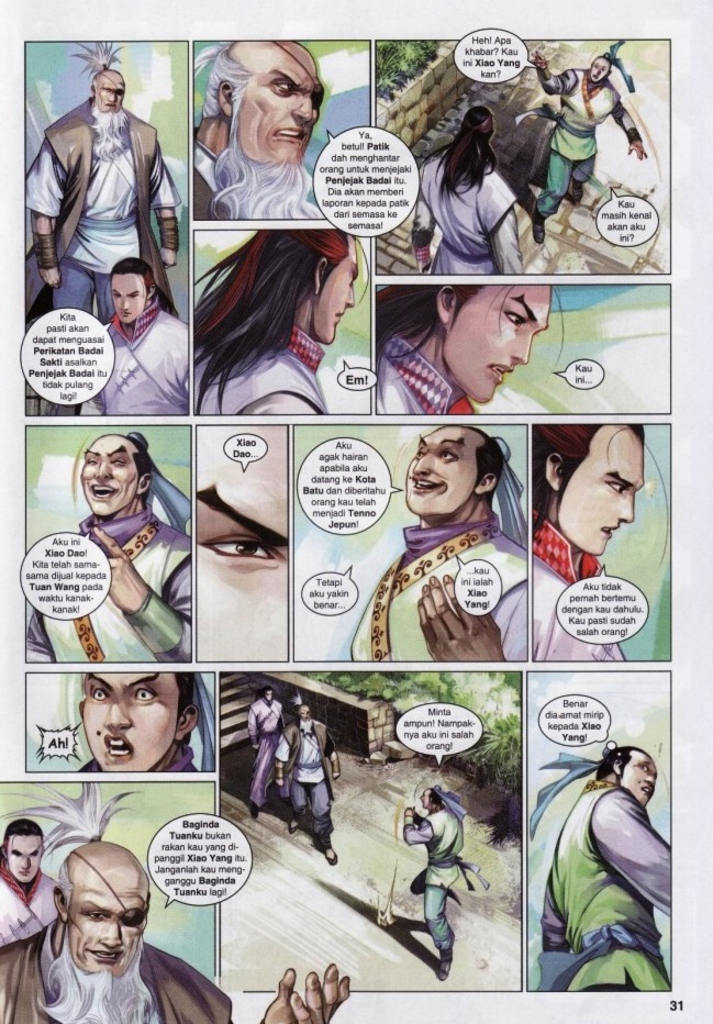 Kita
pasti akan
dapat menguasai
Perikatan Badai
Sakti asalkan
Penjejak Badai itu
tidak pulang
lagi!
Ya,
betul! Patik
dah menghantar
orang untuk menjejaki
Penjejak Badai itu.
Dia akan memberi
laporan kepada patik
dari semasa ke
semasa!
Em!
Heh! Apa
khabar? Kau
ini Xiao Yang
kan?
Kau
masih kenal
akan aku
ini?
Kau
ini...
Aku ini
Xiao Dao!
Kita telah sama-
sama dijual kepada
Tuan Wang pada
waktu kanak-
kanak!
Xiao
Dao...
Aku
agak hairan
apabila aku
datang ke Kota
Batu dan diberitahu
orang kau telah
menjadi Tenno
Jepun!
Tetapi
aku yakin
benar...
...kau
ini ialah
Xiao
Yang!
Aku tidak
pernah bertemu
dengan kau dahulu.
Kau pasti sudah
salah orang!
Ah!
Minta
ampun! Nampak-
nya aku ini salah
orang!
Benar
dia amat mirip
kepada Xiao
Yang!
Baginda
Tuanku bukan
rakan kau yang di-
panggil Xiao Yang itu.
Janganlah kau meng-
ganggu Baginda
Tuanku lagi!
31